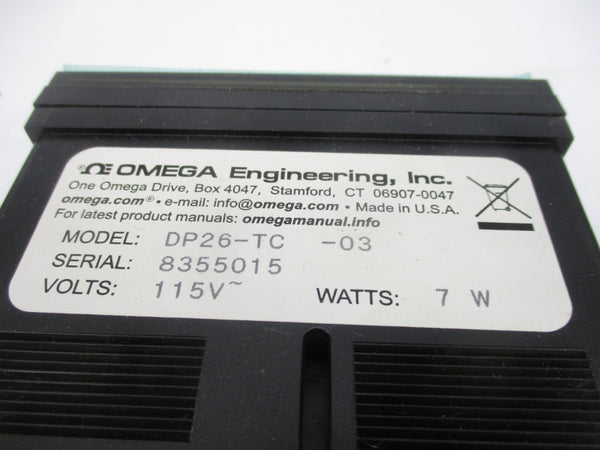 ΩE OMEGA Engineering, Inc.
One Omega Drive, Box 4047, Stamford, CT 06907-0047
omega.com® • e-mail: info@omega.com • Made in U.S.A.
For latest product manuals: omegamanual.info
MODEL: DP26-TC -03
SERIAL: 8355015
VOLTS: 115V~ WATTS: 7 W